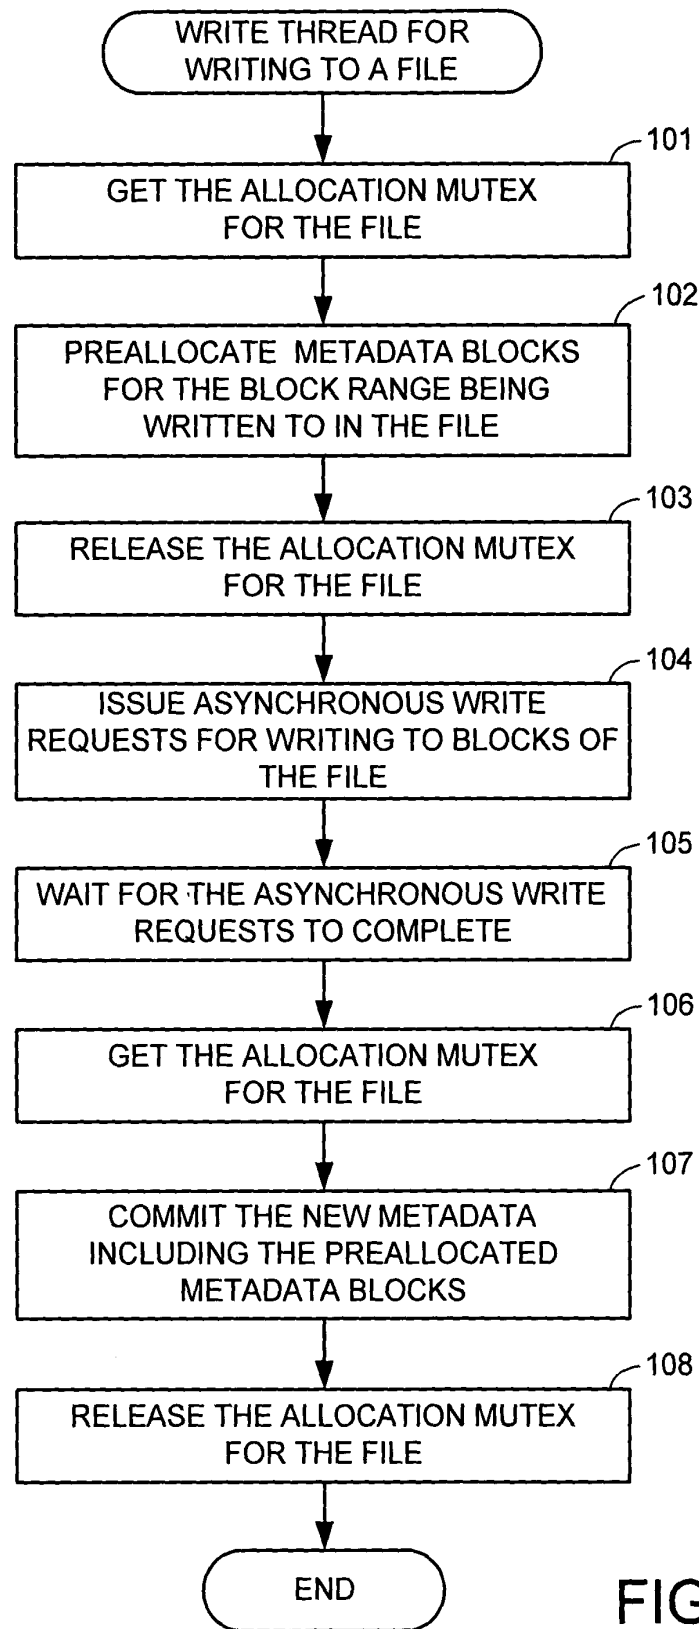 WRITE THREAD FOR
WRITING TO A FILE
101
GET THE ALLOCATION MUTEX
FOR THE FILE
102
PREALLOCATE METADATA BLOCKS
FOR THE BLOCK RANGE BEING
WRITTEN TO IN THE FILE
103
RELEASE THE ALLOCATION MUTEX
FOR THE FILE
104
ISSUE ASYNCHRONOUS WRITE
REQUESTS FOR WRITING TO BLOCKS OF
THE FILE
105
WAIT FOR THE ASYNCHRONOUS WRITE
REQUESTS TO COMPLETE
106
GET THE ALLOCATION MUTEX
FOR THE FILE
107
COMMIT THE NEW METADATA
INCLUDING THE PREALLOCATED
METADATA BLOCKS
108
RELEASE THE ALLOCATION MUTEX
FOR THE FILE
END
FIG